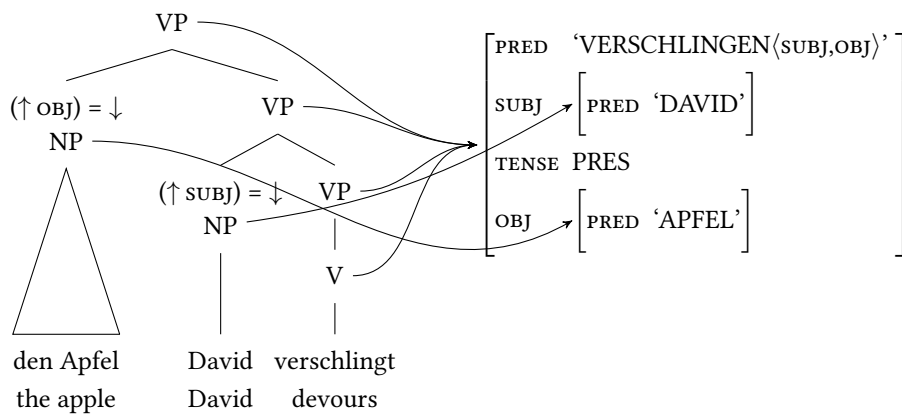 VP
PRED ‘VERSCHLINGEN⟨SUBJ,OBJ⟩’
(↑ OBJ) = ↓ VP SUBJ PRED ‘DAVID’
NP
TENSE PRES
(↑ SUBJ) = ↓ VP
NP OBJ PRED ‘APFEL’
V
den Apfel David verschlingt
the apple David devours